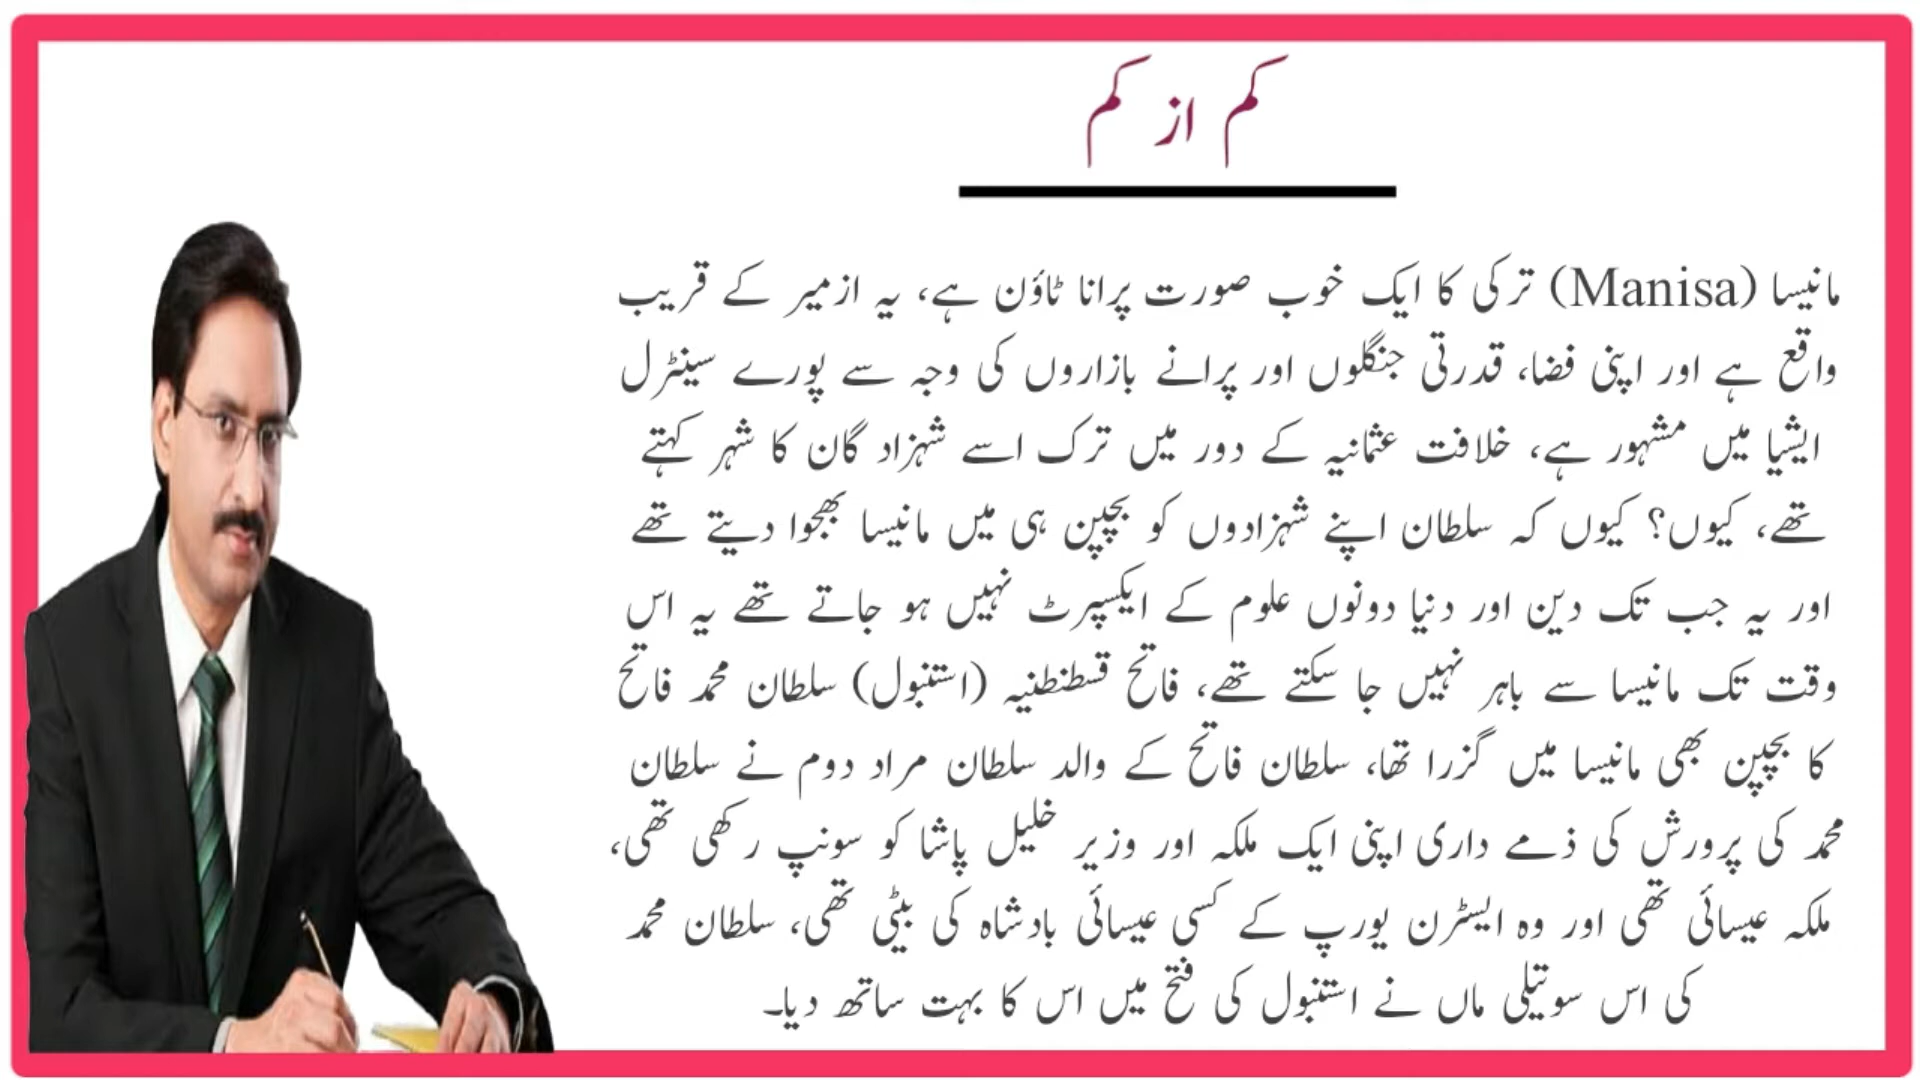 کم از کم
مانیسا (Manisa) ترکی کا ایک خوب صورت پرانا ٹاؤن ہے، یہ ازمیر کے قریب
واقع ہے اور اپنی فضا، قدرتی جنگلوں اور پرانے بازاروں کی وجہ سے پورے سینٹرل
ایشیا میں مشہور ہے، خلافت عثمانیہ کے دور میں ترک اسے شہزاد گان کا شہر کہتے
تھے، کیوں؟ کیوں کہ سلطان اپنے شہزادوں کو بچپن ہی میں مانیسا بھجوا دیتے تھے
اور یہ جب تک دین اور دنیا دونوں علوم کے ایکسپرٹ نہیں ہو جاتے تھے یہ اس
وقت تک مانیسا سے باہر نہیں جا سکتے تھے، فاتح قسطنطنیہ (استنبول) سلطان محمد فاتح
کا بچپن بھی مانیسا میں گزرا تھا، سلطان فاتح کے والد سلطان مراد دوم نے سلطان
محمد کی پرورش کی ذمے داری اپنی ایک ملکہ اور وزیر خلیل پاشا کو سونپ رکھی تھی،
ملکہ عیسائی تھی اور وہ ایسٹرن یورپ کے کسی عیسائی بادشاہ کی بیٹی تھی، سلطان محمد
کی اس سوتیلی ماں نے استنبول کی فتح میں اس کا بہت ساتھ دیا۔